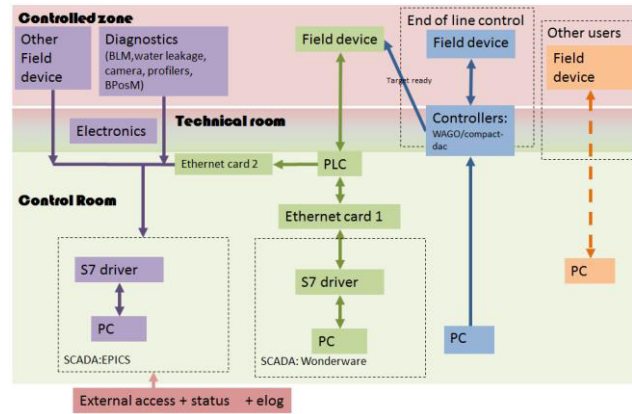 Controlled zone
Other
Field
device
Diagnostics
(BLM,water leakage,
camera, profilers,
BPosM)
Field device
End of line control
Field device
Other users
Field
device
Target ready
Technical room
Electronics
Controllers:
WAGO/compact-
dac
Ethernet card 2
PLC
Control Room
Ethernet card 1
S7 driver
S7 driver
PC
PC
PC
PC
SCADA:EPICS
SCADA: Wonderware
External access + status + elog